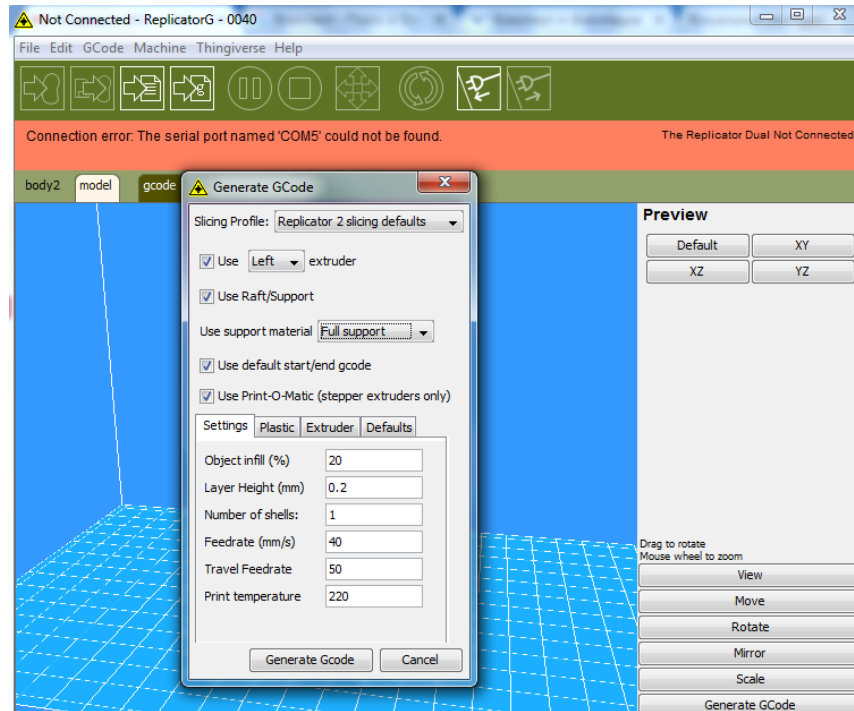 Not Connected - ReplicatorG - 0040
File Edit GCode Machine Thingiverse Help
Connection error: The serial port named 'COM5' could not be found.
The Replicator Dual Not Connected
body2 model gcode
Generate GCode
Slicing Profile: Replicator 2 slicing defaults
Use Left extruder
Use Raft/Support
Use support material Full support
Use default start/end gcode
Use Print-O-Matic (stepper extruders only)
Settings Plastic Extruder Defaults
Object infill (%) 20
Layer Height (mm) 0.2
Number of shells: 1
Feedrate (mm/s) 40
Travel Feedrate 50
Print temperature 220
Generate Gcode Cancel
Preview
Default XY
XZ YZ
Drag to rotate
Mouse wheel to zoom
View
Move
Rotate
Mirror
Scale
Generate GCode